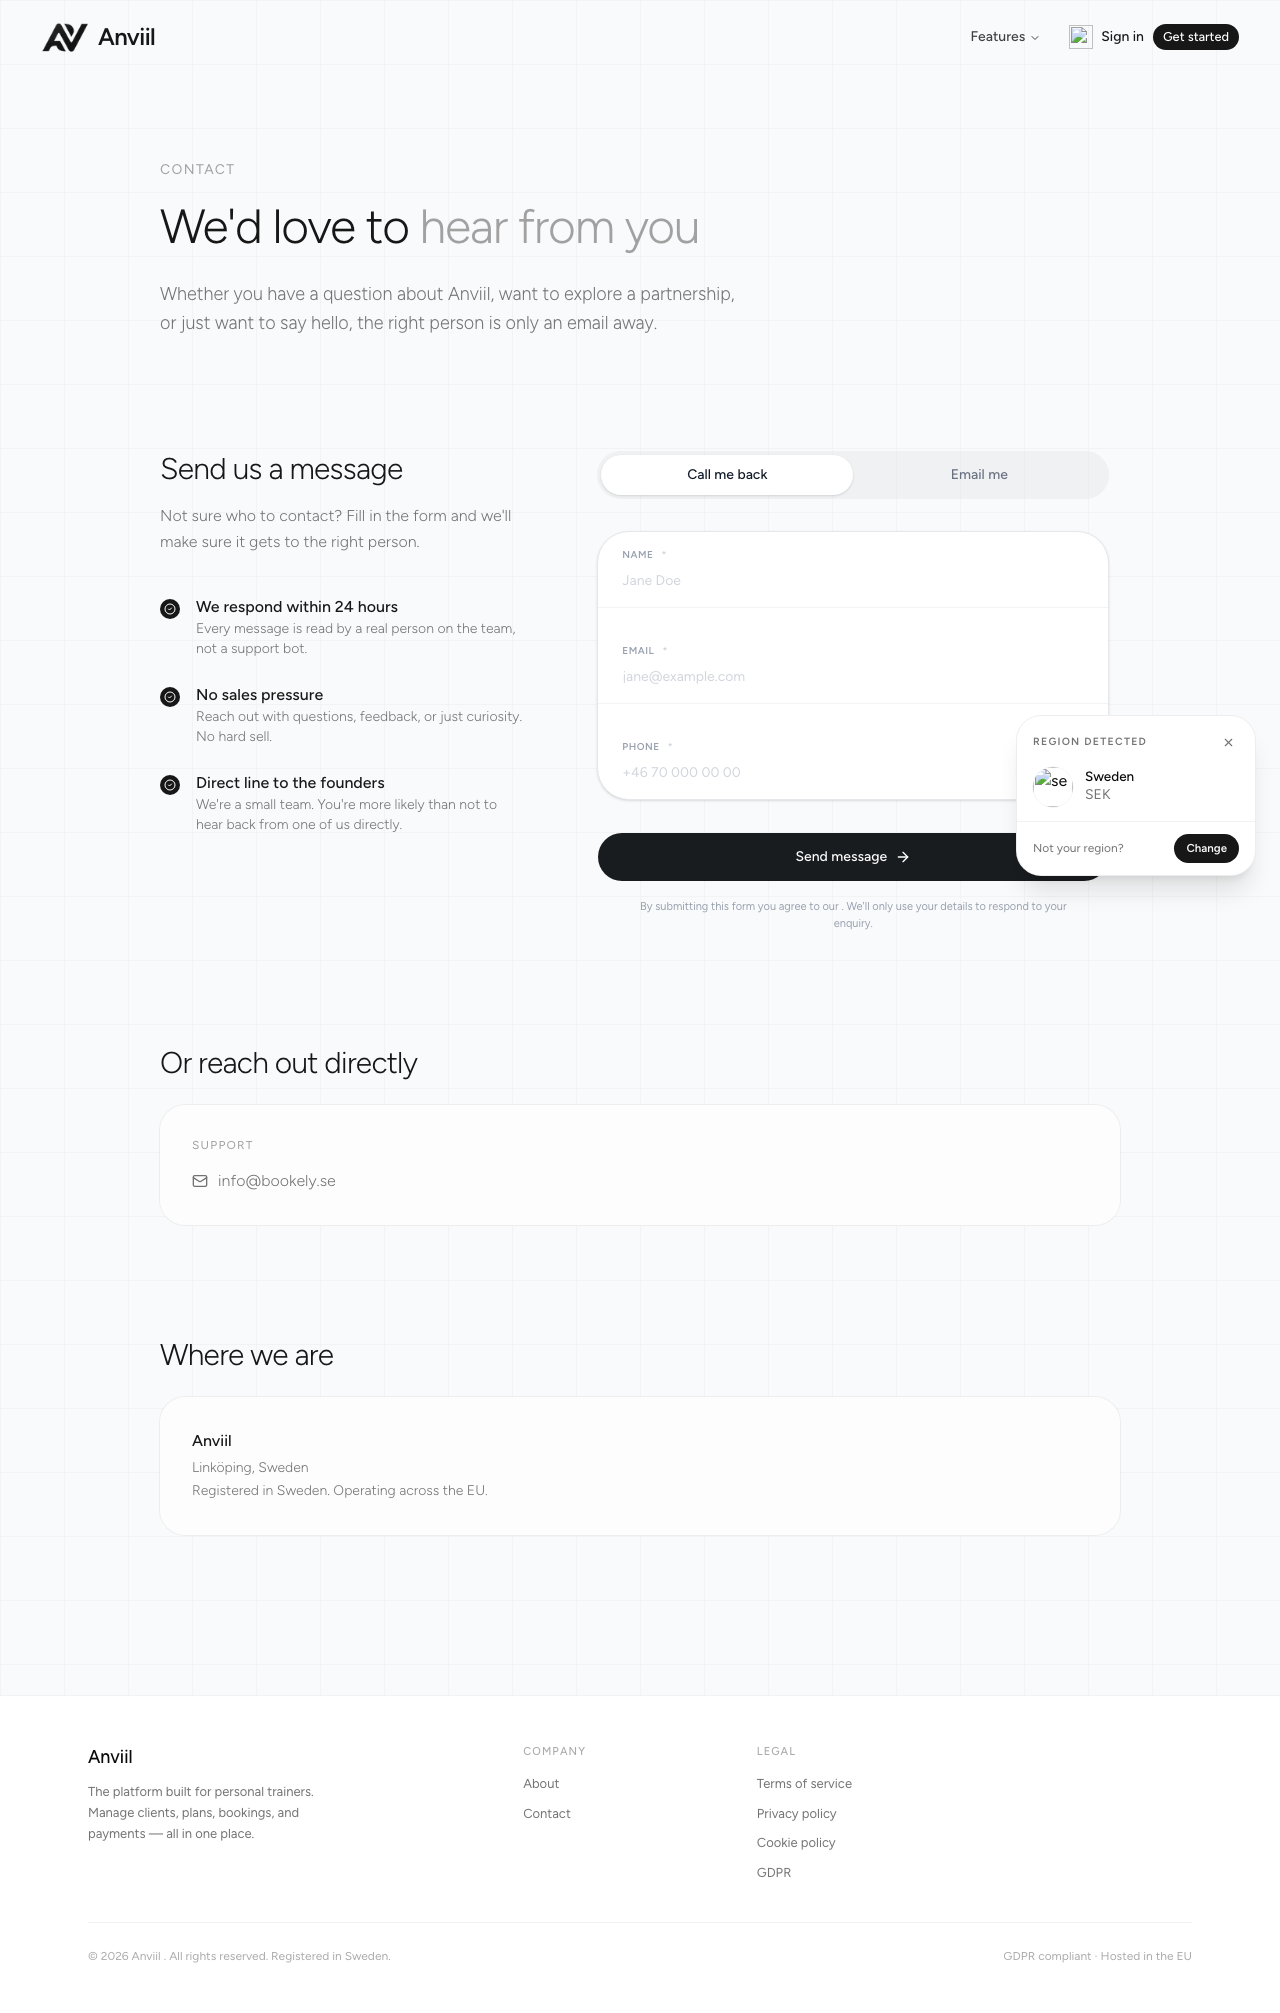 Anviil
Features
Sign in
Get started
CONTACT
We'd love to hear from you
Whether you have a question about Anviil, want to explore a partnership,
or just want to say hello, the right person is only an email away.
Send us a message
Not sure who to contact? Fill in the form and we'll
make sure it gets to the right person.
We respond within 24 hours
Every message is read by a real person on the team,
not a support bot.
No sales pressure
Reach out with questions, feedback, or just curiosity.
No hard sell.
Direct line to the founders
We're a small team. You're more likely than not to
hear back from one of us directly.
Call me back
Email me
NAME *
Jane Doe
EMAIL *
jane@example.com
PHONE *
+46 70 000 00 00
Send message
By submitting this form you agree to our . We'll only use your details to respond to your
enquiry.
REGION DETECTED
se
Sweden
SEK
Not your region?
Change
Or reach out directly
SUPPORT
info@bookely.se
Where we are
Anviil
Linköping, Sweden
Registered in Sweden. Operating across the EU.
Anviil
The platform built for personal trainers.
Manage clients, plans, bookings, and
payments — all in one place.
COMPANY
About
Contact
LEGAL
Terms of service
Privacy policy
Cookie policy
GDPR
© 2026 Anviil . All rights reserved. Registered in Sweden.
GDPR compliant · Hosted in the EU